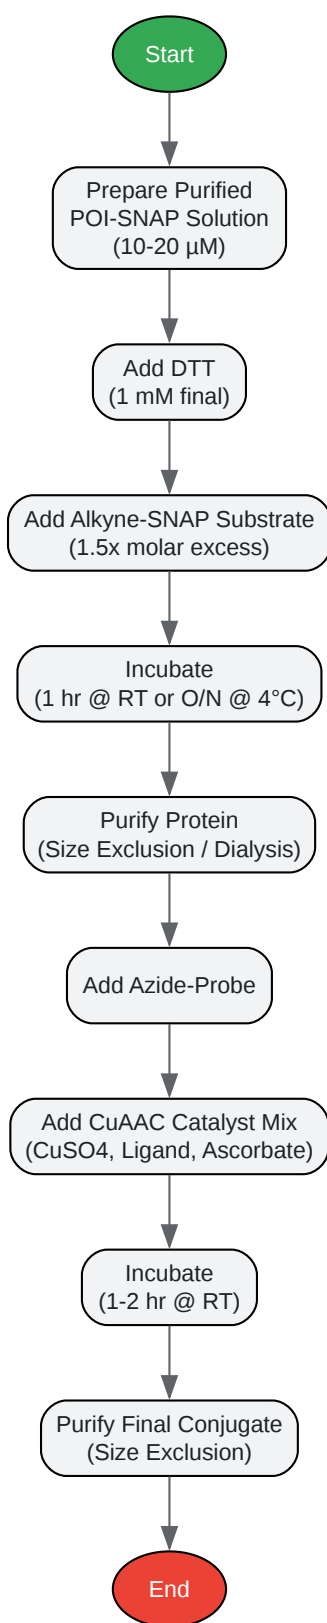 Start
Prepare Purified
POI-SNAP Solution
(10-20 µM)
Add DTT
(1 mM final)
Add Alkyne-SNAP Substrate
(1.5x molar excess)
Incubate
(1 hr @ RT or O/N @ 4°C)
Purify Protein
(Size Exclusion / Dialysis)
Add Azide-Probe
Add CuAAC Catalyst Mix
(CuSO4, Ligand, Ascorbate)
Incubate
(1-2 hr @ RT)
Purify Final Conjugate
(Size Exclusion)
End